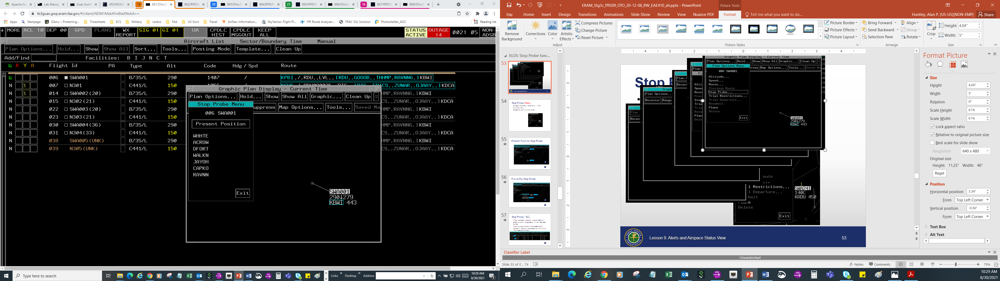 Apache Gu
Lab Manag
Guac huntl
455/MCG:
14
861/DVu:D
862/RPD:R
20
863/DVu:D
864/RPD:R
21
865/RPD:R
866/DVu:D
16
867/RPD:R
868/DVu:D
tb3guac.gwp.eram.faa.gov/#/client/NDM1MzkAYwBteXNxbA==
Apps
Startpage
Gibiru – Protecting...
Timesheets
ECS
Military
Leidos
FAA
US Govt
Travel
AirNav: Information...
SkyVector: Flight Pl...
IFR Route Analyzer...
FRAC SSL Solution
Photoshelter_AOC
Reading list
MORE
ACL 10
DEP 00
GPD
PLANS
WX REPORT
SIG 01
GI 01
UA
CPDLC HIST
CPDLC MSGOUT
KEEP ALL
STATUS ACTIVE
OUTAGE 14
0021 05
NON-ADSB
Aircraft List Sector/Boundary Time Manual
Plan Options... Hold... Show Show All Sort... Tools... Posting Mode Template... Clean Up
Add/Find Facilities: B I J N C T
R Y A Flight Id PA Type Alt Code Hdg / Spd Route
006 SWA001 B735/L 290 1407 / KPBI./.RDU..LVL..[RDU..GOOOB..THHMP.RAVNN6.]KBWI
N 1 007 N301 C441/L 150 KDCA
N 1 014 SWA002(20) B735/L 290 HMP.RAVNN6.]KBWI
N 015 N302(21) C441/L 150 CS..ZUNAR..OJAAY..]KDCA
N 022 SWA003(20) B735/L 290 HMP.RAVNN6.]KBWI
N 023 N303(21) C441/L 150 CS..ZUNAR..OJAAY..]KDCA
N 030 SWA004(36) B735/L 290 HMP.RAVNN6.]KBWI
N 031 N304(33) C441/L 150 CS..ZUNAR..OJAAY..]KDCA
N 038 SWA005(UNK) B735/L 290 HMP.RAVNN6.]KBWI
N 039 N305(UNK) C441/L 150 CS..ZUNAR..OJAAY..]KDCA
Graphic Plan Display - Current Time
Plan Options... Hold... Show Show All Graphic... Clean Up
uppress Map Options... Tools... Saved Ma
Stop Probe Menu
006 SWA001
Present Position
WHHTE
ACROW
DFORT
WALKN
JAYOH
CAPKO
RAVNN
Exit
SWA001
290↓279
KBWI 443
Type here to search
Links
Desktop
Address
10:29 AM
8/30/2021
ERAM_Stg3c_PRS09_OTO_20-12-08_RW_EAE410_ah.pptx - PowerPoint
Picture Tools
File Home Insert Design Transitions Animations Slide Show Review View Nuance PDF Format
Tell me what you want to do...
Huntley, Alan P. [US-US][NON-EMP]
Share
Remove Background
Corrections
Color
Artistic Effects
Compress Pictures
Change Picture
Reset Picture
Adjust
Picture Styles
Picture Border
Picture Effects
Picture Layout
Bring Forward
Send Backward
Selection Pane
Align
Group
Rotate
Arrange
Crop
Height: 4.04"
Width: 5"
Size
ELO5: Stop Probe func...
53
54
Stop Probe Menu
55
Present Position Stop Probe
56
Future Fix Stop Probe
57
Stop Probe - ACL
Stop
Graphic Plan Display - Current Time
Plan Options... Hold... Show Show All Graphic... Clean Up
Plan Options Menu
press Map Options... Tools... Saved Ma
006 SWA001
Altitude...
Speed...
Route...
Previous Route
Stop Probe...
Trial Restrictions...
Trial Departure...
Resubmit
Plans
Delete
Exit
SWA001
290↓279
KBWI 443
Plan Options...
Recenter Range
oute
...
l Restrictions...
l Departure...
bmit
Plans
Delete
Exit
1
SWA241
140C
KRDU 450
Lesson 9: Alerts and Airspace Status View
53
Format Picture
Size
Height 4.04"
Width 5"
Rotation 0°
Scale Height 61%
Scale Width 61%
Lock aspect ratio
Relative to original picture size
Best scale for slide show
Resolution 640 x 480
Original size
Height: 11.25" Width: 40"
Reset
Position
Horizontal position 3.34"
From Top Left Corner
Vertical position -0.56"
From Top Left Corner
Text Box
Alt Text
Classifier Label
Unrestricted
Slide 53 of 0 .. 74
Notes
Comments
79%
10:29 AM
8/30/2021